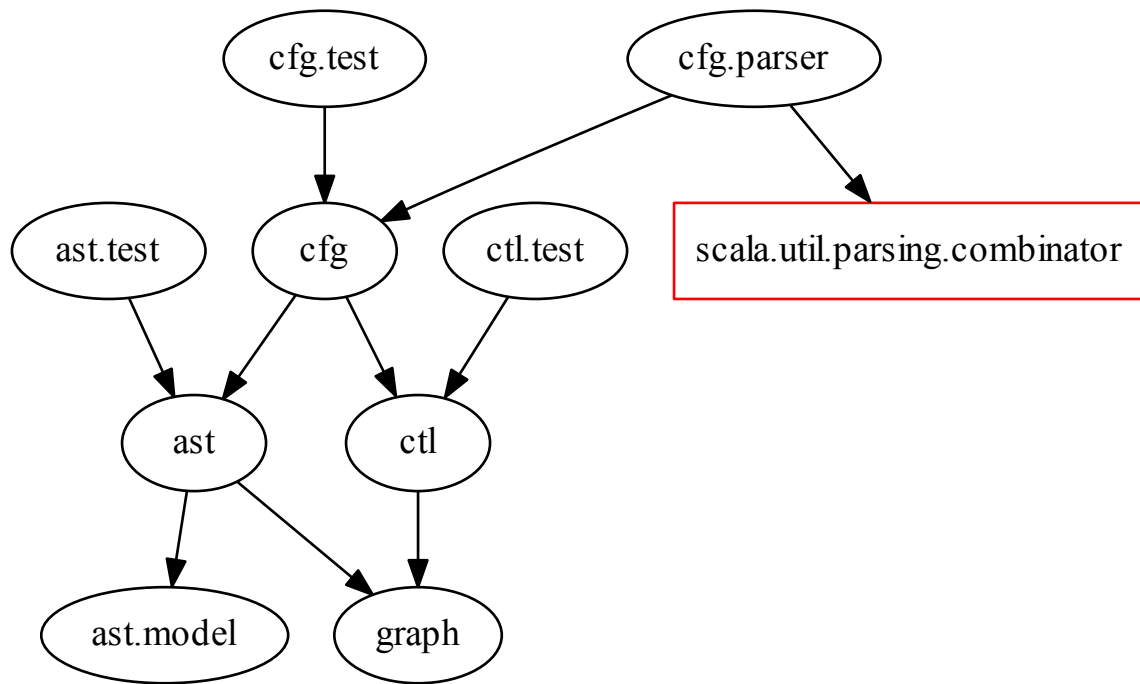 cfg.test
cfg.parser
ast.test
cfg
ctl.test
scala.util.parsing.combinator
ast
ctl
ast.model
graph